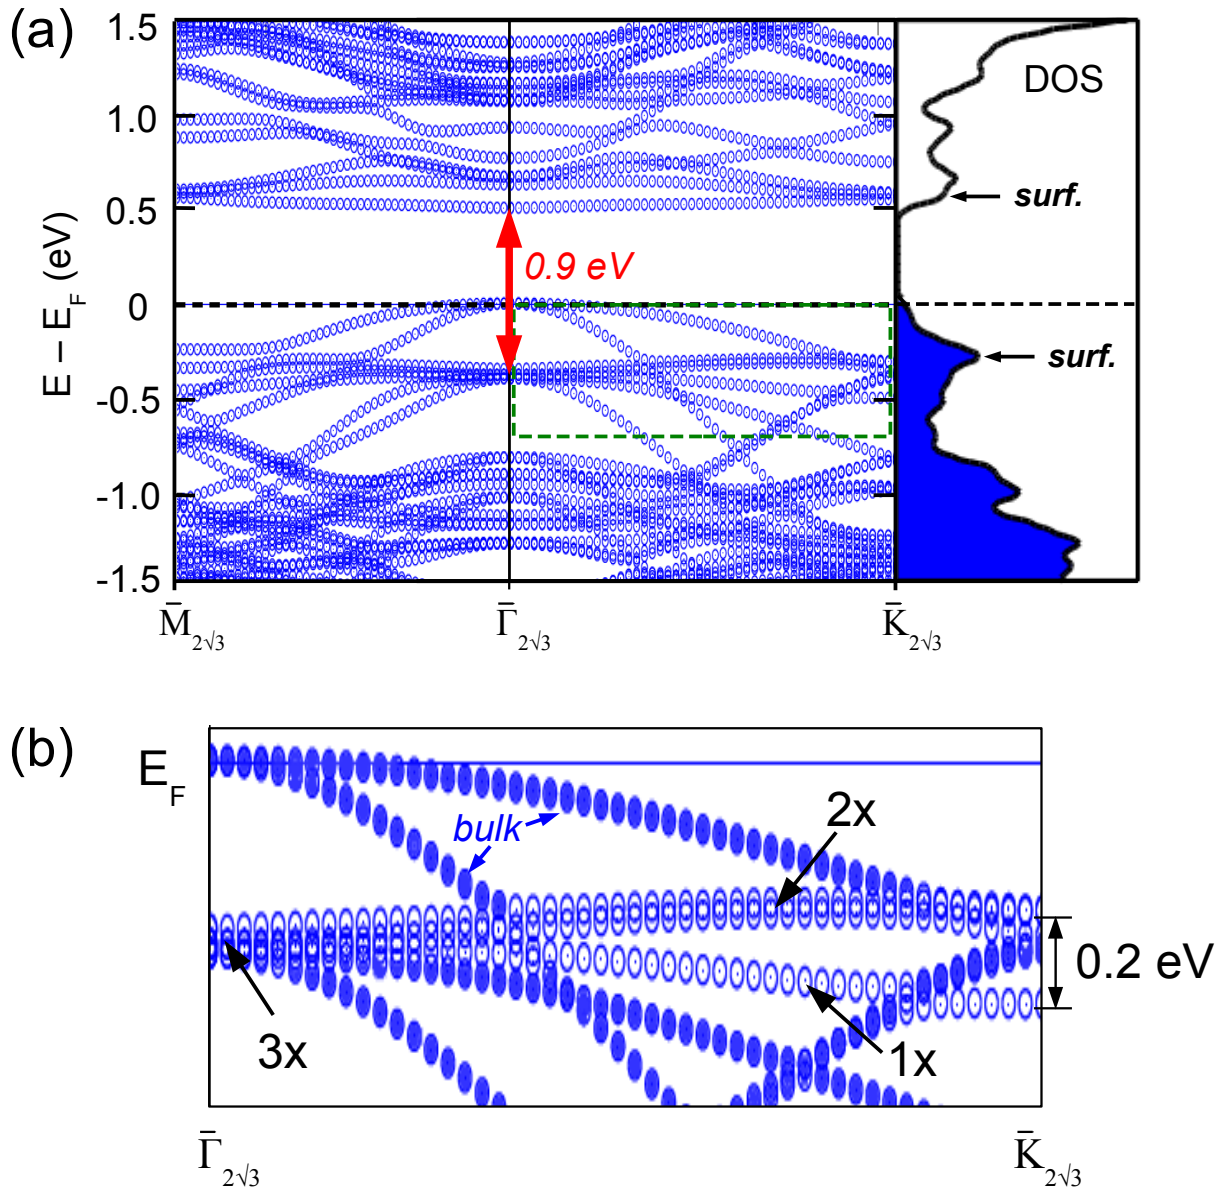 (a)
1.5
1.0
0.5
0
-0.5
-1.0
-1.5
E – E_F (eV)
0.9 eV
DOS
surf.
surf.
M̄_2√3
Γ̄_2√3
K̄_2√3
(b)
E_F
bulk
2x
0.2 eV
3x
1x
Γ̄_2√3
K̄_2√3